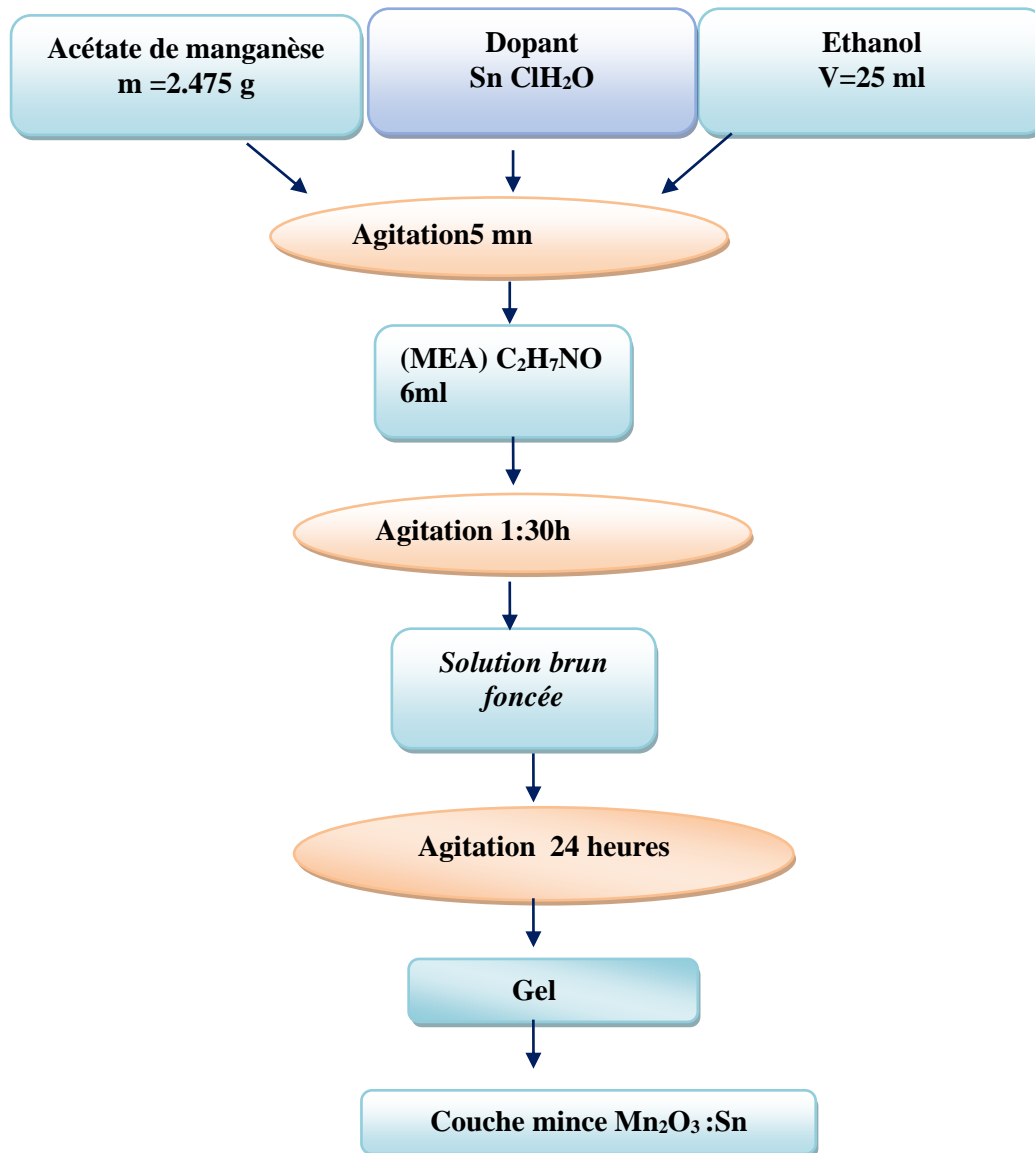 Acétate de manganèse
m =2.475 g
Dopant
Sn ClH₂O
Ethanol
V=25 ml
Agitation5 mn
(MEA) C₂H₇NO
6ml
Agitation 1:30h
Solution brun
foncée
Agitation 24 heures
Gel
Couche mince Mn₂O₃ :Sn